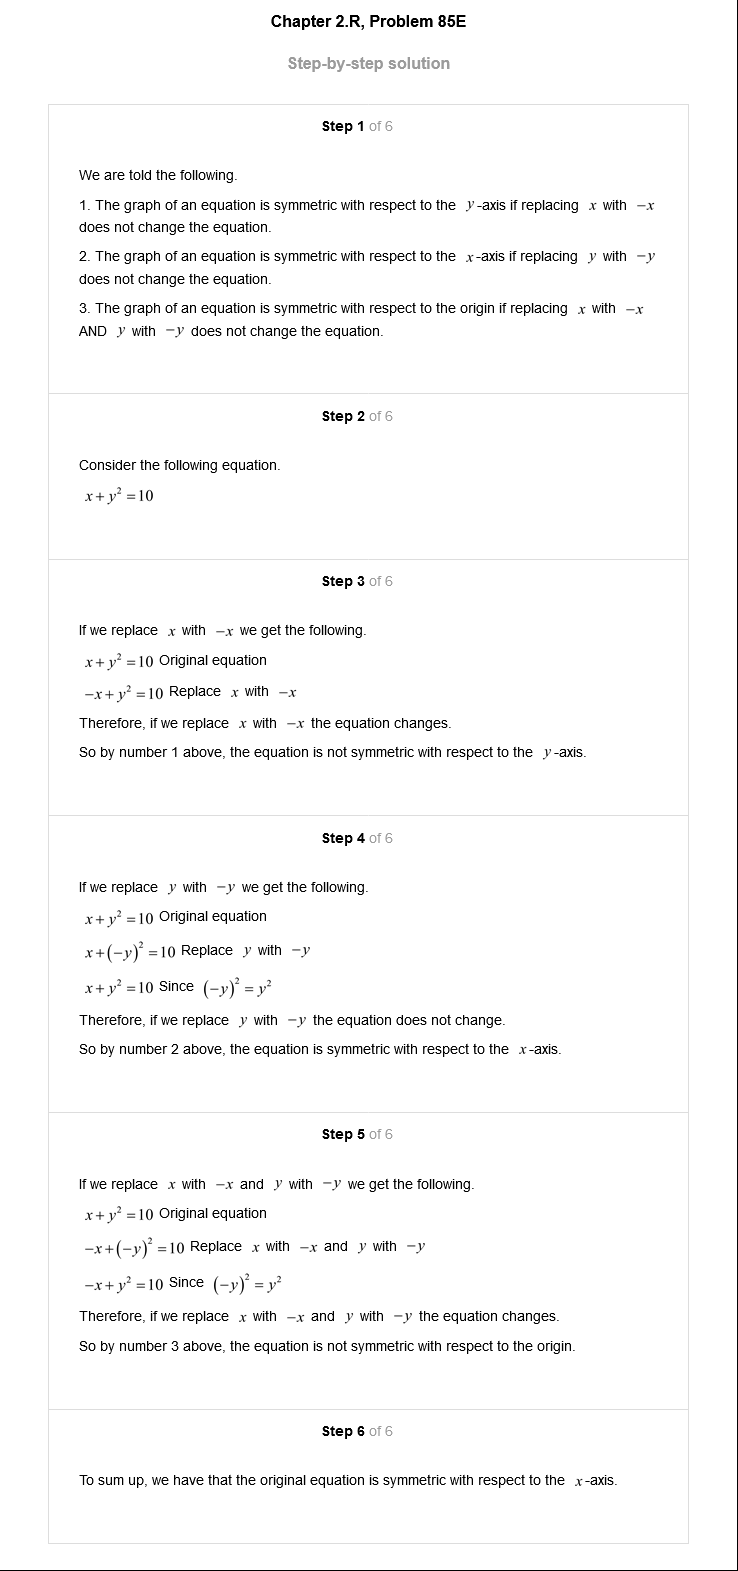 Chapter 2.R, Problem 85E
Step-by-step solution
Step 1 of 6
We are told the following.
1. The graph of an equation is symmetric with respect to the y-axis if replacing x with −x
does not change the equation.
2. The graph of an equation is symmetric with respect to the x-axis if replacing y with −y
does not change the equation.
3. The graph of an equation is symmetric with respect to the origin if replacing x with −x
AND y with −y does not change the equation.
Step 2 of 6
Consider the following equation.
x + y² = 10
Step 3 of 6
If we replace x with −x we get the following.
x + y² = 10 Original equation
−x + y² = 10 Replace x with −x
Therefore, if we replace x with −x the equation changes.
So by number 1 above, the equation is not symmetric with respect to the y-axis.
Step 4 of 6
If we replace y with −y we get the following.
x + y² = 10 Original equation
x + (−y)² = 10 Replace y with −y
x + y² = 10 Since (−y)² = y²
Therefore, if we replace y with −y the equation does not change.
So by number 2 above, the equation is symmetric with respect to the x-axis.
Step 5 of 6
If we replace x with −x and y with −y we get the following.
x + y² = 10 Original equation
−x + (−y)² = 10 Replace x with −x and y with −y
−x + y² = 10 Since (−y)² = y²
Therefore, if we replace x with −x and y with −y the equation changes.
So by number 3 above, the equation is not symmetric with respect to the origin.
Step 6 of 6
To sum up, we have that the original equation is symmetric with respect to the x-axis.